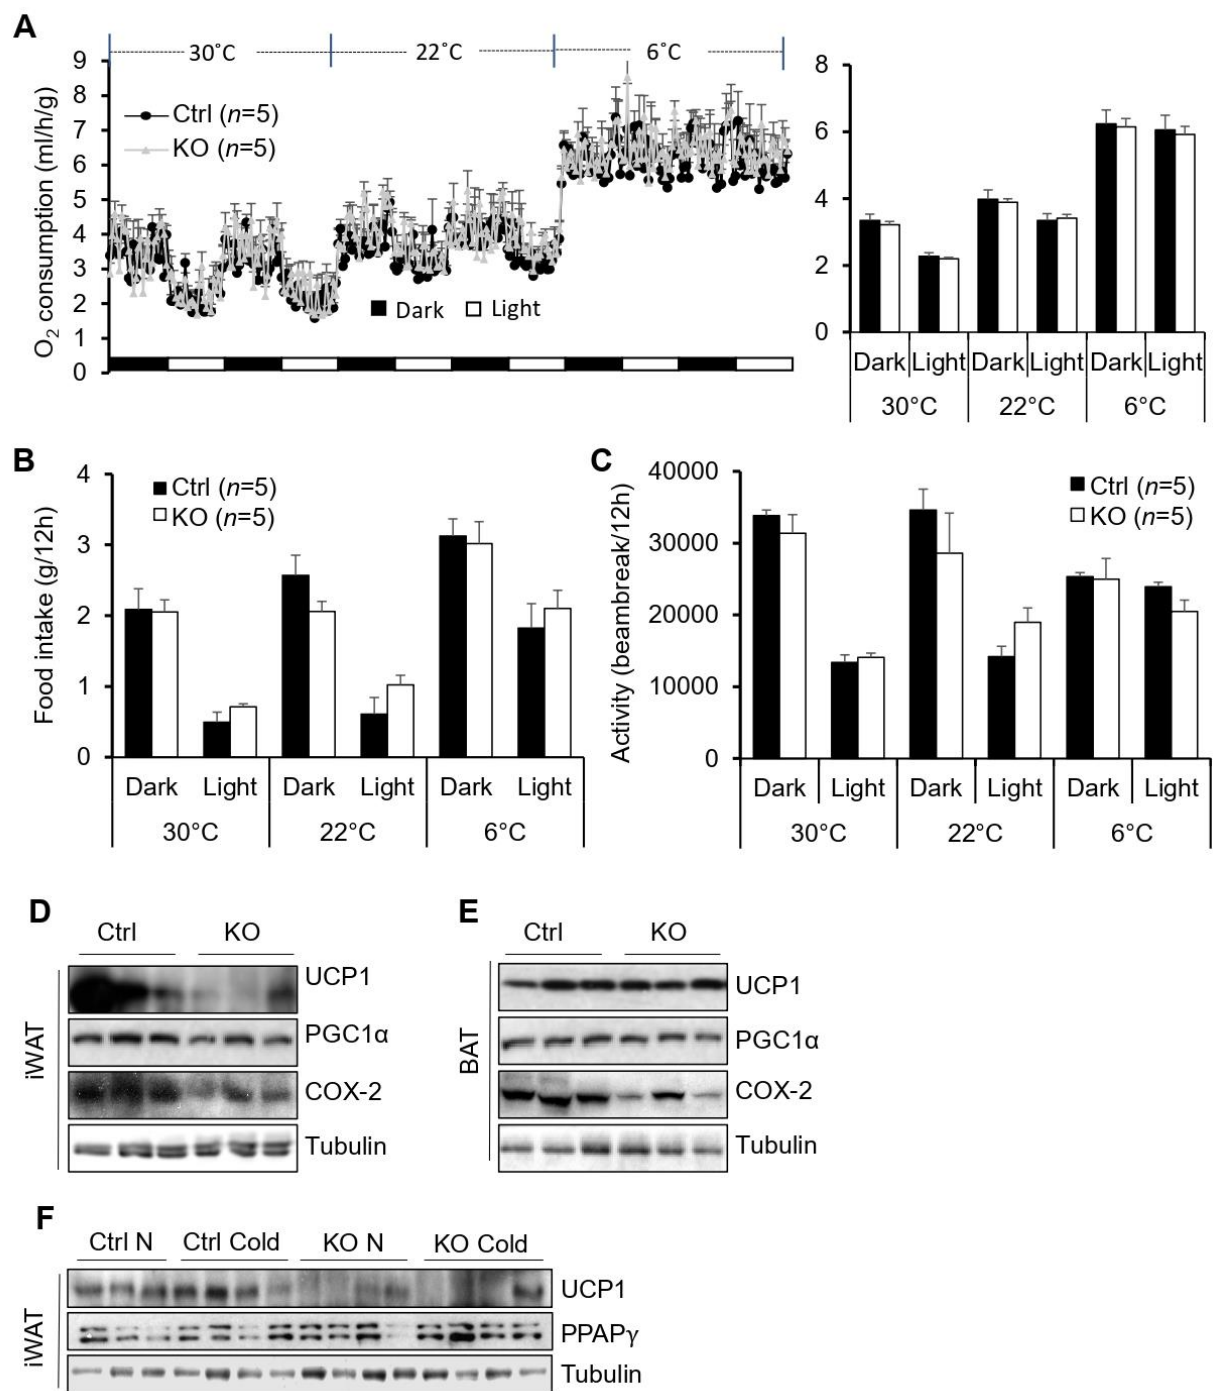 A
30˚C 22˚C 6˚C
9
8
7
6
5
4
3
2
1
0
O2 consumption (ml/h/g)
Ctrl (n=5)
KO (n=5)
Dark Light
8
6
4
2
0
Dark Light Dark Light Dark Light
30°C 22°C 6°C
B
4
3
2
1
0
Food intake (g/12h)
Ctrl (n=5)
KO (n=5)
Dark Light Dark Light Dark Light
30°C 22°C 6°C
C
40000
30000
20000
10000
0
Activity (beambreak/12h)
Ctrl (n=5)
KO (n=5)
Dark Light Dark Light Dark Light
30°C 22°C 6°C
D
Ctrl KO
iWAT
UCP1
PGC1α
COX-2
Tubulin
E
Ctrl KO
BAT
UCP1
PGC1α
COX-2
Tubulin
F
Ctrl N Ctrl Cold KO N KO Cold
iWAT
UCP1
PPAPγ
Tubulin